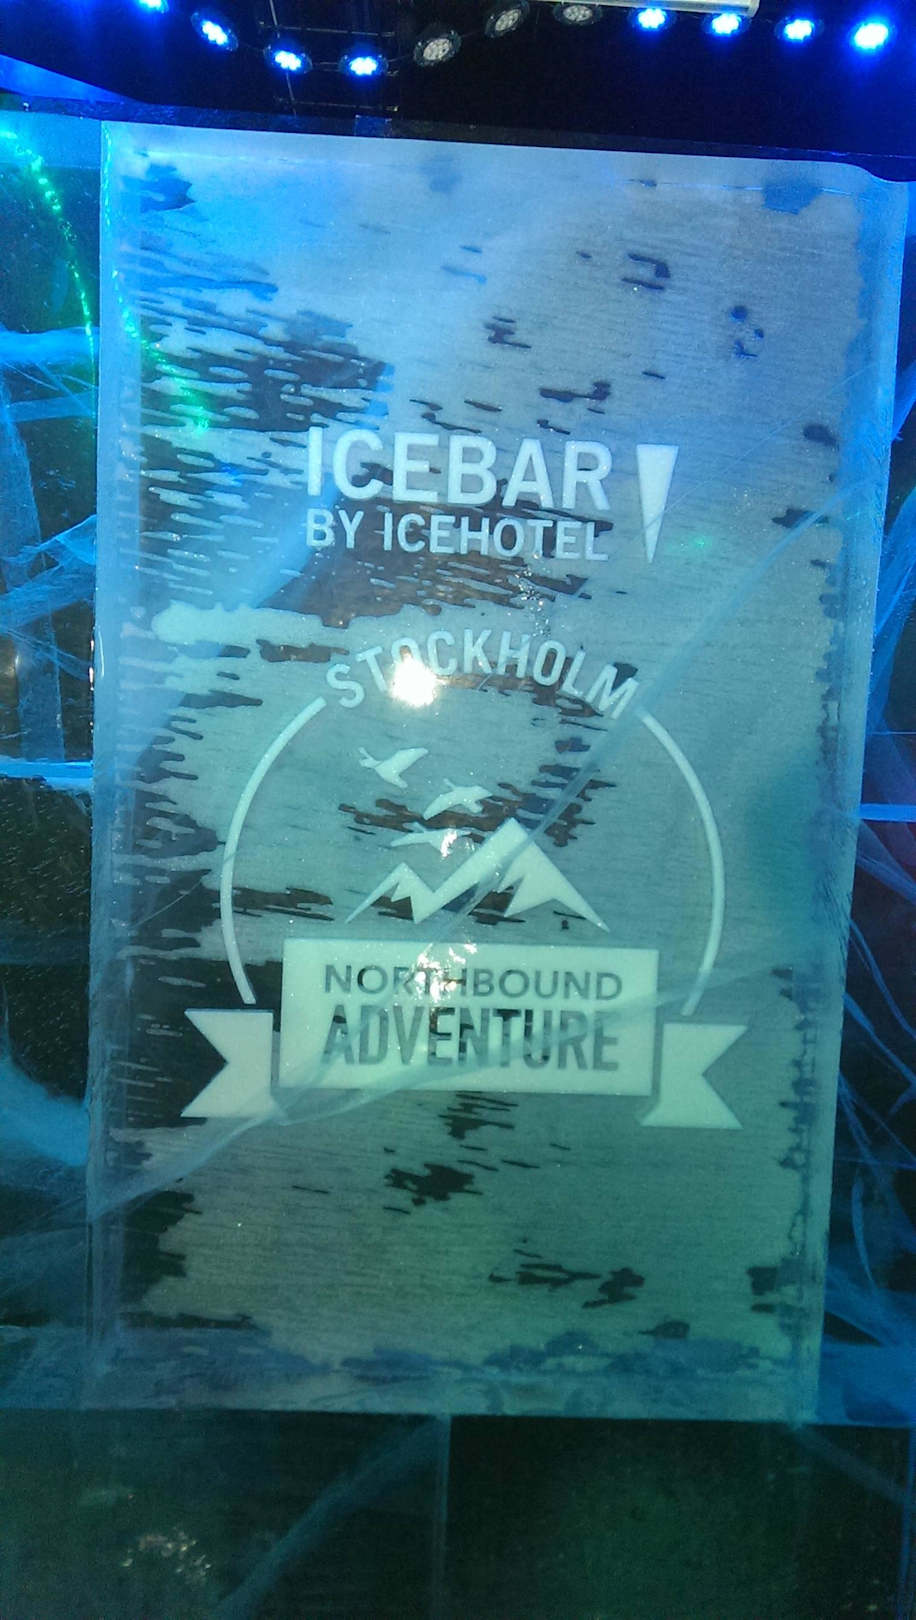 ICEBAR
BY ICEHOTEL
STOCKHOLM
NORTHBOUND
ADVENTURE